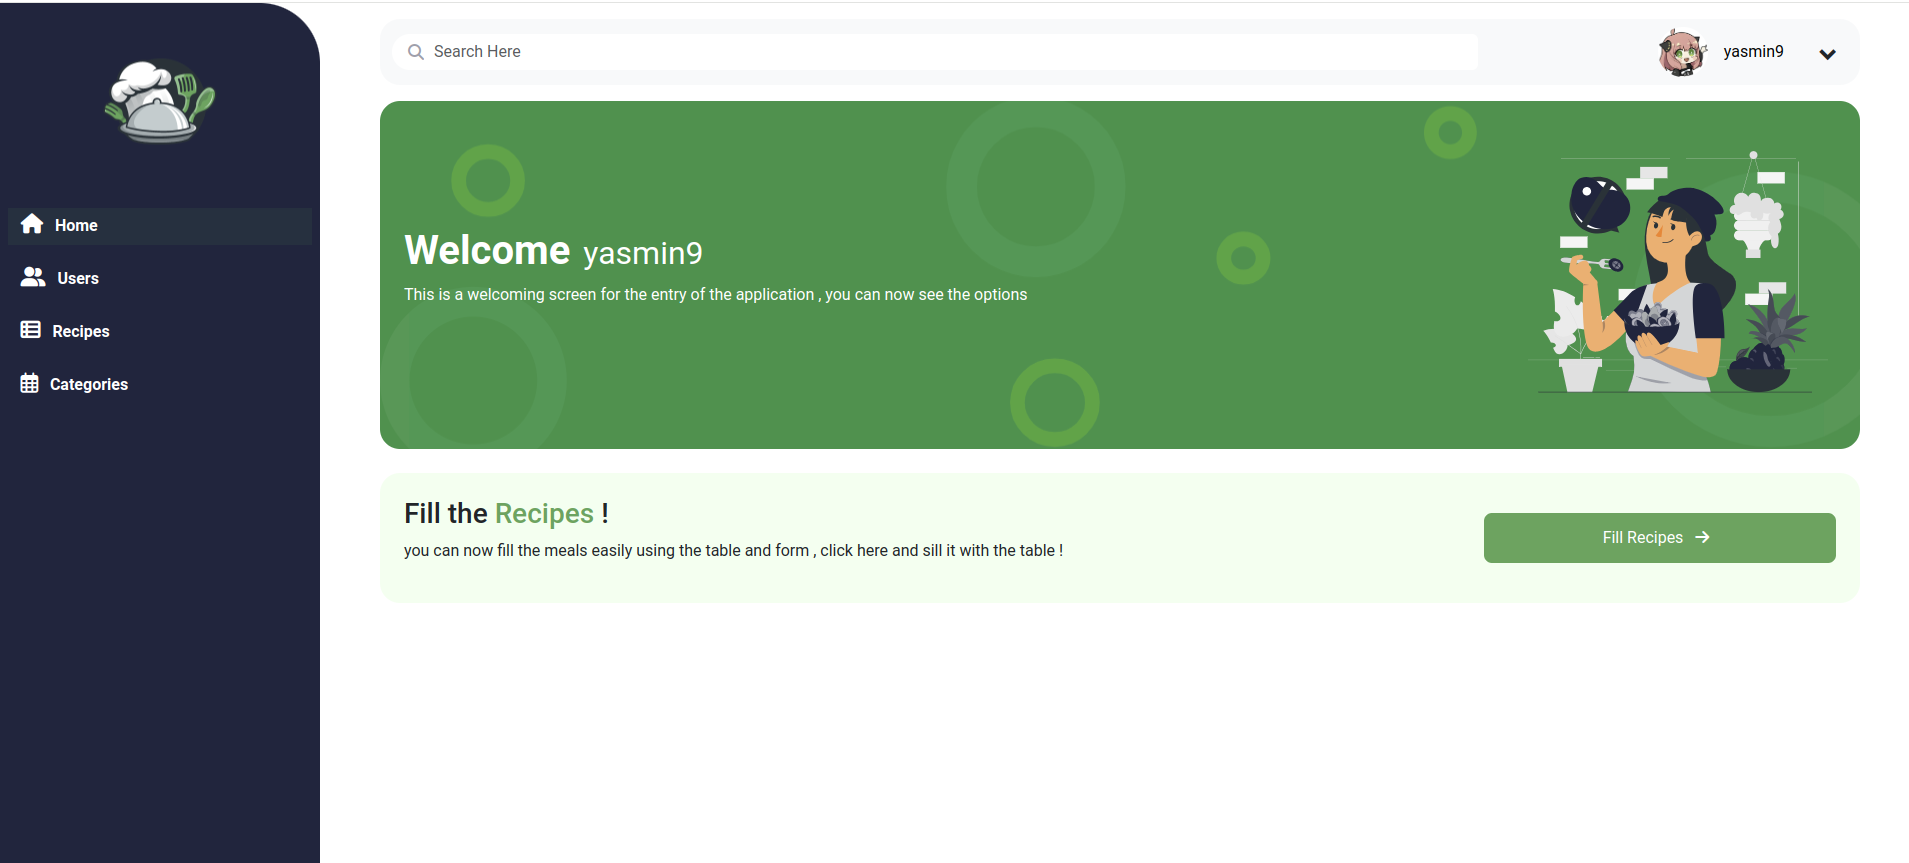 Search Here
yasmin9
Home
Users
Recipes
Categories
Welcome yasmin9
This is a welcoming screen for the entry of the application , you can now see the options
Fill the Recipes !
you can now fill the meals easily using the table and form , click here and sill it with the table !
Fill Recipes